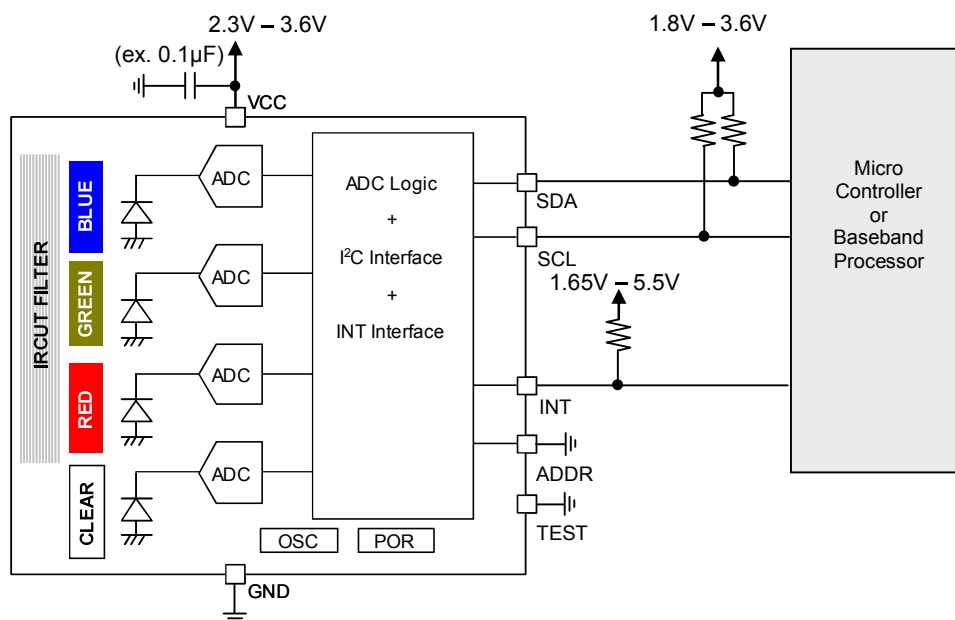 2.3V – 3.6V
(ex. 0.1µF)
VCC
1.8V – 3.6V
IRCUT FILTER
BLUE
GREEN
RED
CLEAR
ADC
ADC
ADC
ADC
ADC Logic
+
I²C Interface
+
INT Interface
OSC
POR
GND
SDA
SCL
1.65V – 5.5V
INT
ADDR
TEST
Micro
Controller
or
Baseband
Processor